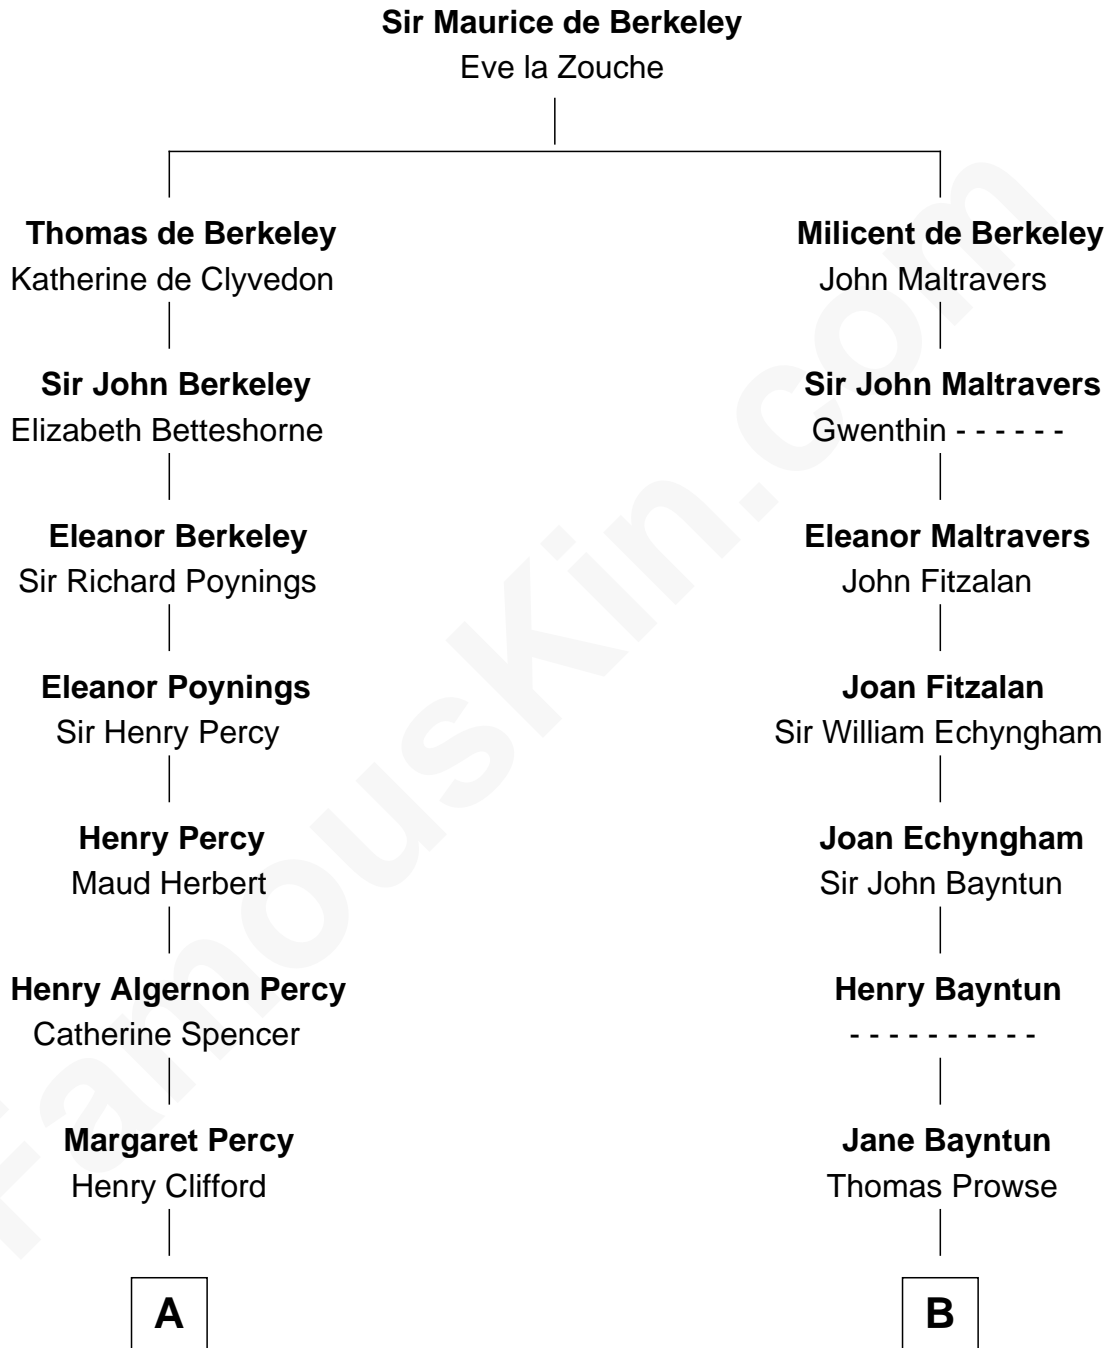 Sir Maurice de Berkeley
Eve la Zouche
Thomas de Berkeley
Katherine de Clyvedon
Sir John Berkeley
Elizabeth Betteshorne
Eleanor Berkeley
Sir Richard Poynings
Eleanor Poynings
Sir Henry Percy
Henry Percy
Maud Herbert
Henry Algernon Percy
Catherine Spencer
Margaret Percy
Henry Clifford
A
Milicent de Berkeley
John Maltravers
Sir John Maltravers
Gwenthin - - - - - -
Eleanor Maltravers
John Fitzalan
Joan Fitzalan
Sir William Echyngham
Joan Echyngham
Sir John Bayntun
Henry Bayntun
- - - - - - - - - -
Jane Bayntun
Thomas Prowse
B
FamousKin.com